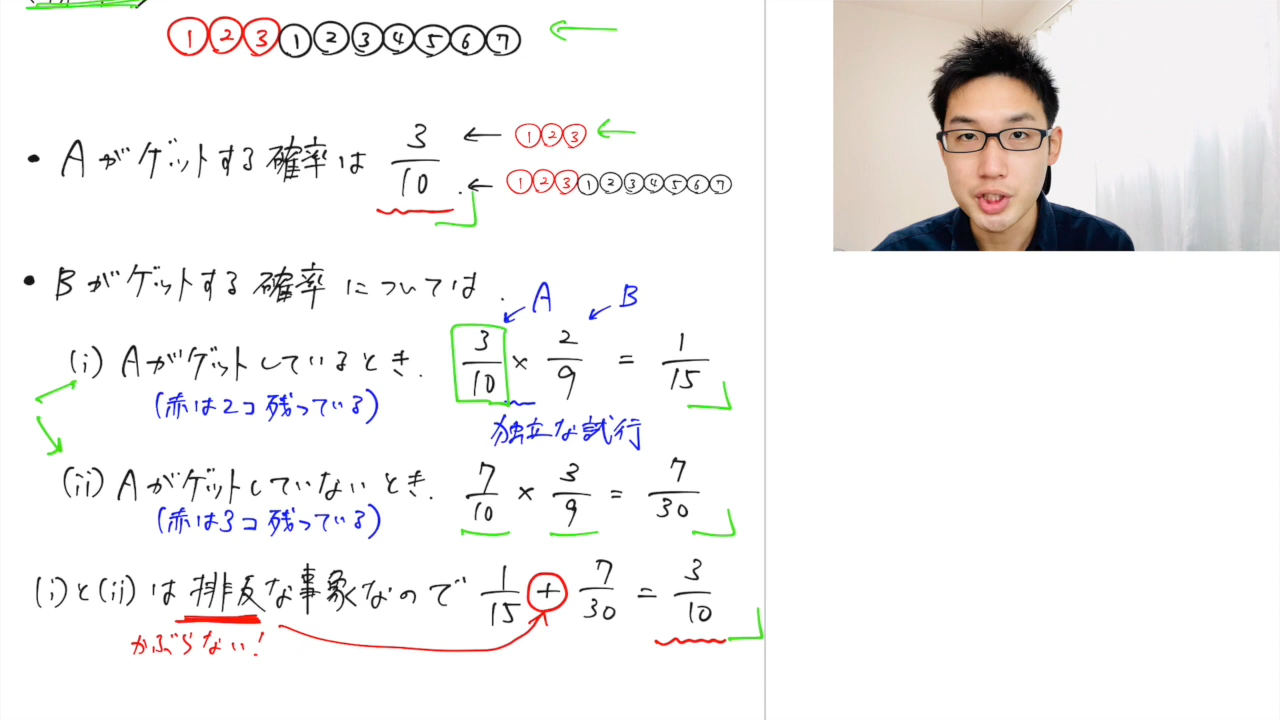 ①②③①②③④⑤⑥⑦
・Aがゲットする確率は 3/10 . ← ①②③
← ①②③①②③④⑤⑥⑦
・Bがゲットする確率については.
A B
(i) Aがゲットしているとき. 3/10 × 2/9 = 1/15
(赤は2コ残っている)
独立な試行
(ii) Aがゲットしていないとき. 7/10 × 3/9 = 7/30
(赤は3コ残っている)
(i)と(ii)は排反な事象なので 1/15 + 7/30 = 3/10
かぶらない!